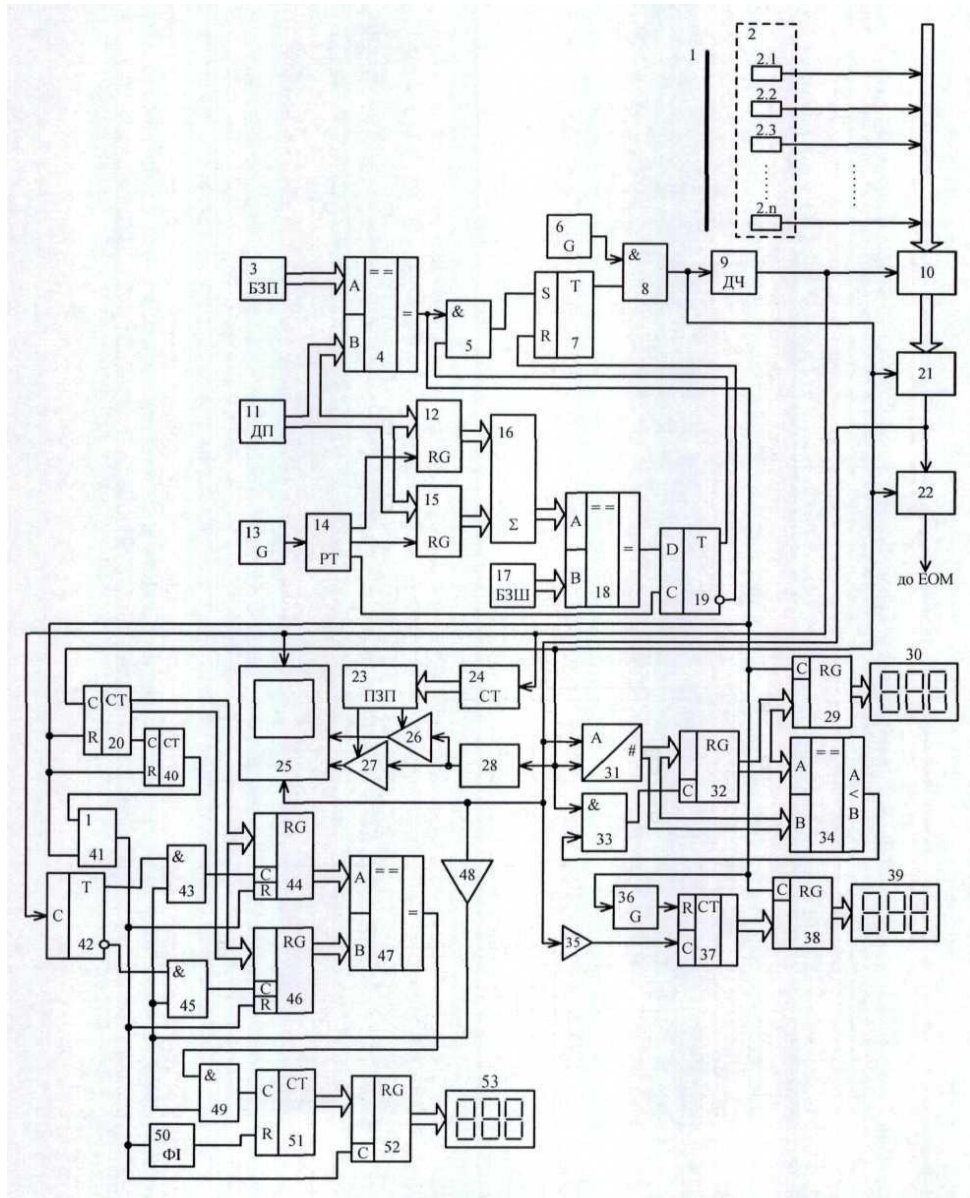 1
2
2.1
2.2
2.3
2.n
6
G
&
8
9
ДЧ
10
3
БЗП
A
B
= =
=
4
&
5
S
R
T
7
21
11
ДП
12
RG
16
Σ
22
до ЕОМ
13
G
14
РТ
15
RG
17
БЗШ
A
B
= =
=
18
D
C
T
19
C
R
CT
20
C
R
CT
40
25
23
ПЗП
24
CT
26
27
28
A
#
31
RG
C
32
C
RG
29
30
&
33
A
B
= =
A
<
B
34
1
41
C
T
42
&
43
RG
C
R
44
A
B
= =
=
47
48
&
45
RG
C
R
46
35
36
G
R
C
CT
37
C
RG
38
39
&
49
50
ФІ
C
R
CT
51
RG
C
52
53